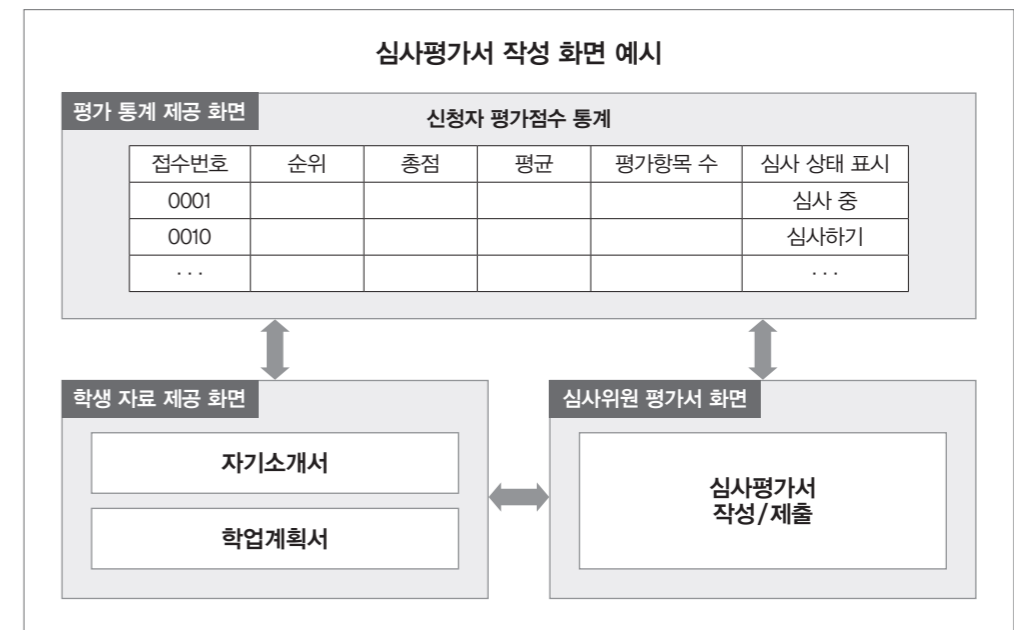 심사평가서 작성 화면 예시
평가 통계 제공 화면
신청자 평가점수 통계
접수번호 순위 총점 평균 평가항목 수 심사 상태 표시
0001 심사 중
0010 심사하기
· · · · · ·
학생 자료 제공 화면
자기소개서
학업계획서
심사위원 평가서 화면
심사평가서
작성/제출